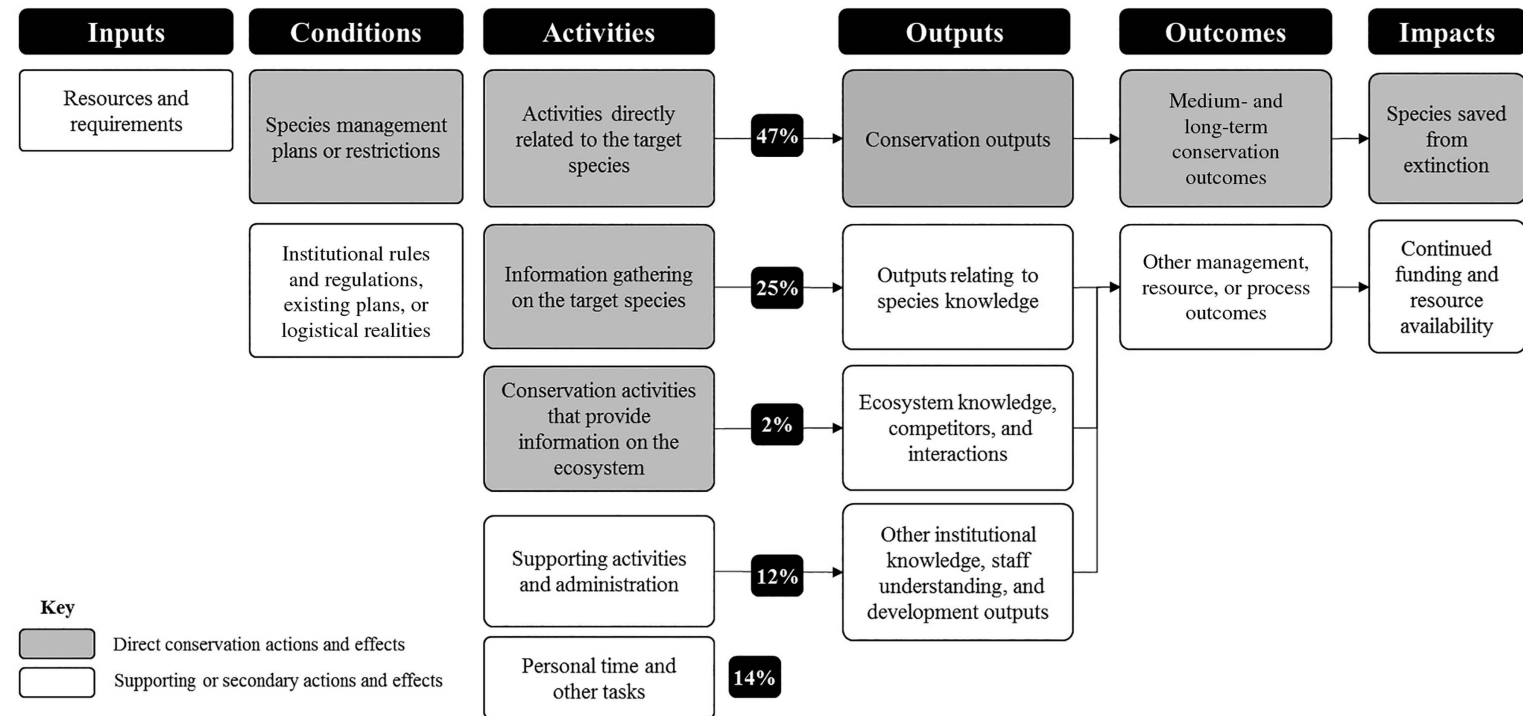 Inputs
Conditions
Activities
Outputs
Outcomes
Impacts
Resources and
requirements
Species management
plans or restrictions
Activities directly
related to the target
species
47%
Conservation outputs
Medium- and
long-term
conservation
outcomes
Species saved
from
extinction
Institutional rules
and regulations,
existing plans, or
logistical realities
Information gathering
on the target species
25%
Outputs relating to
species knowledge
Other management,
resource, or process
outcomes
Continued
funding and
resource
availability
Conservation activities
that provide
information on the
ecosystem
2%
Ecosystem knowledge,
competitors, and
interactions
Supporting activities
and administration
12%
Other institutional
knowledge, staff
understanding, and
development outputs
Personal time and
other tasks
14%
Key
Direct conservation actions and effects
Supporting or secondary actions and effects